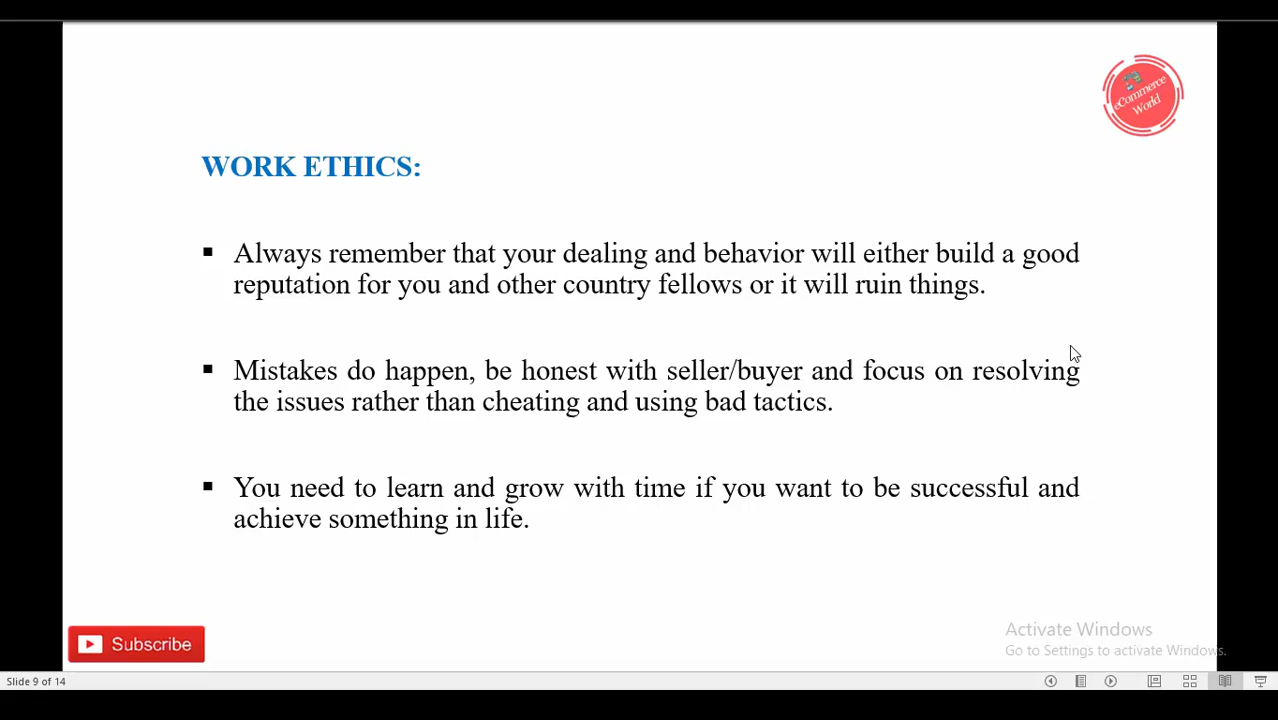 eCommerce
World
WORK ETHICS:
▪ Always remember that your dealing and behavior will either build a good
reputation for you and other country fellows or it will ruin things.
▪ Mistakes do happen, be honest with seller/buyer and focus on resolving
the issues rather than cheating and using bad tactics.
▪ You need to learn and grow with time if you want to be successful and
achieve something in life.
Subscribe
Activate Windows
Go to Settings to activate Windows.
Slide 9 of 14